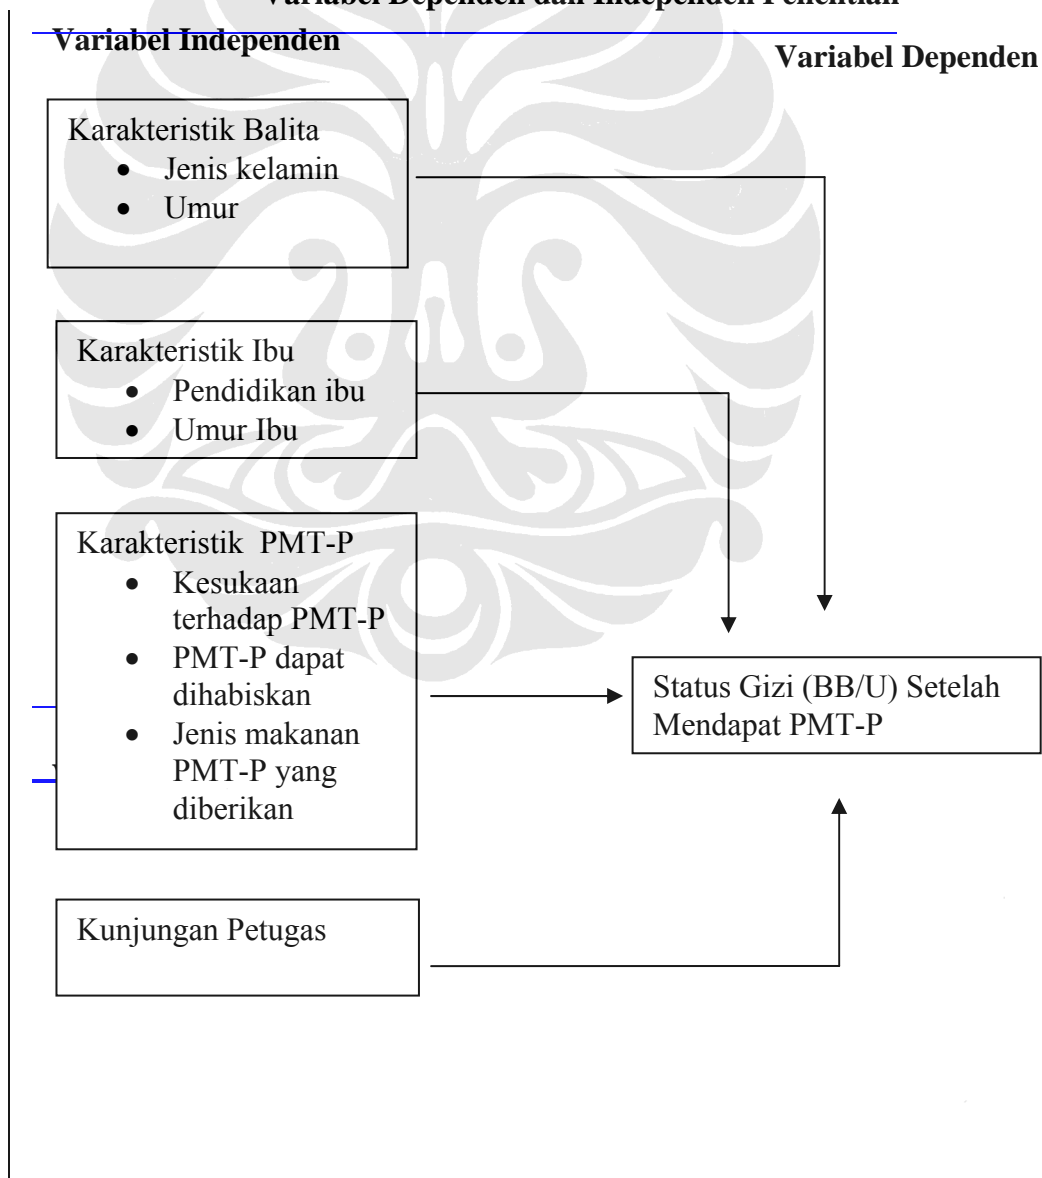 Variabel Dependen dan Independen Penelitian
Variabel Independen
Variabel Dependen
Karakteristik Balita
• Jenis kelamin
• Umur
Karakteristik Ibu
• Pendidikan ibu
• Umur Ibu
Karakteristik PMT-P
• Kesukaan
terhadap PMT-P
• PMT-P dapat
dihabiskan
• Jenis makanan
PMT-P yang
diberikan
Status Gizi (BB/U) Setelah
Mendapat PMT-P
Kunjungan Petugas